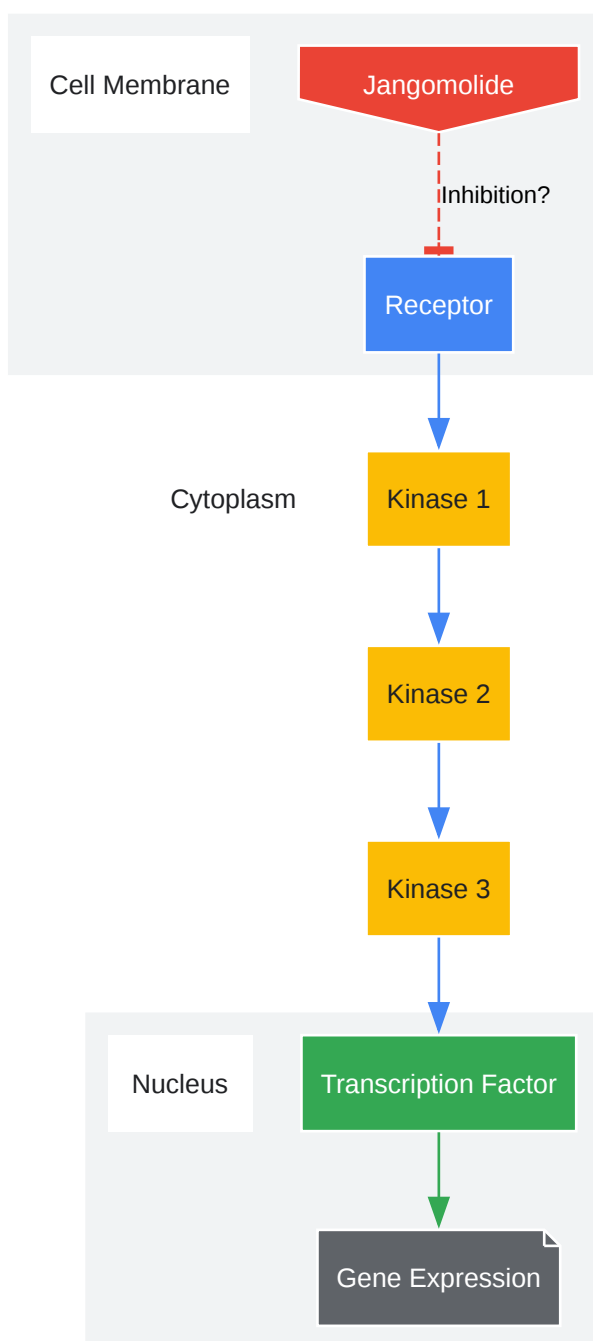 Cell Membrane
Jangomolide
Inhibition?
Receptor
Cytoplasm
Kinase 1
Kinase 2
Kinase 3
Nucleus
Transcription Factor
Gene Expression